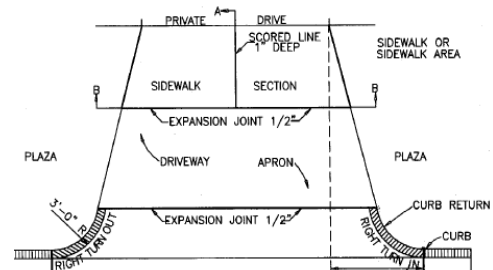 A
PRIVATE DRIVE
SCORED LINE
1" DEEP
SIDEWALK OR
SIDEWALK AREA
B
SIDEWALK SECTION
B
EXPANSION JOINT 1/2"
PLAZA
DRIVEWAY
APRON
PLAZA
3'-0" R
CURB RETURN
EXPANSION JOINT 1/2"
RIGHT TURN OUT
RIGHT TURN IN
CURB